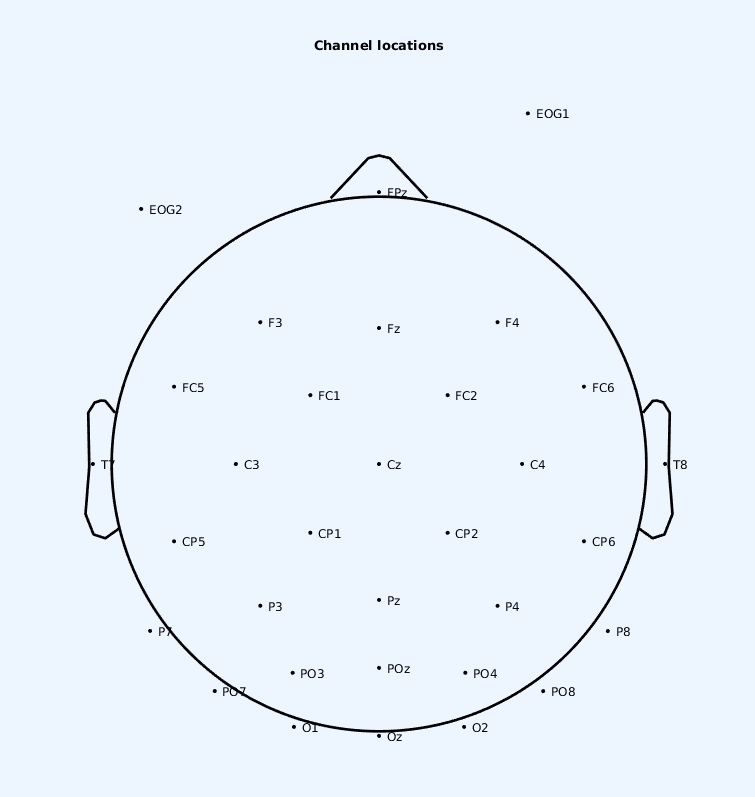 Channel locations
EOG1
FPz
EOG2
F3
Fz
F4
FC5
FC1
FC2
FC6
T7
C3
Cz
C4
T8
CP5
CP1
CP2
CP6
P3
Pz
P4
P7
P8
PO3
POz
PO4
PO7
PO8
O1
Oz
O2